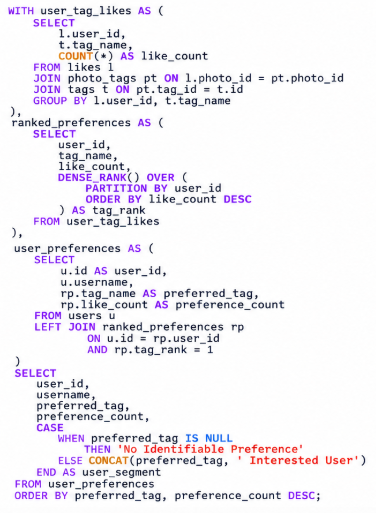 WITH user_tag_likes AS (
SELECT
l.user_id,
t.tag_name,
COUNT(*) AS like_count
FROM likes l
JOIN photo_tags pt ON l.photo_id = pt.photo_id
JOIN tags t ON pt.tag_id = t.id
GROUP BY l.user_id, t.tag_name
),
ranked_preferences AS (
SELECT
user_id,
tag_name,
like_count,
DENSE_RANK() OVER (
PARTITION BY user_id
ORDER BY like_count DESC
) AS tag_rank
FROM user_tag_likes
),
user_preferences AS (
SELECT
u.id AS user_id,
u.username,
rp.tag_name AS preferred_tag,
rp.like_count AS preference_count
FROM users u
LEFT JOIN ranked_preferences rp
ON u.id = rp.user_id
AND rp.tag_rank = 1
)
SELECT
user_id,
username,
preferred_tag,
preference_count,
CASE
WHEN preferred_tag IS NULL
THEN 'No Identifiable Preference'
ELSE CONCAT(preferred_tag, ' Interested User')
END AS user_segment
FROM user_preferences
ORDER BY preferred_tag, preference_count DESC;